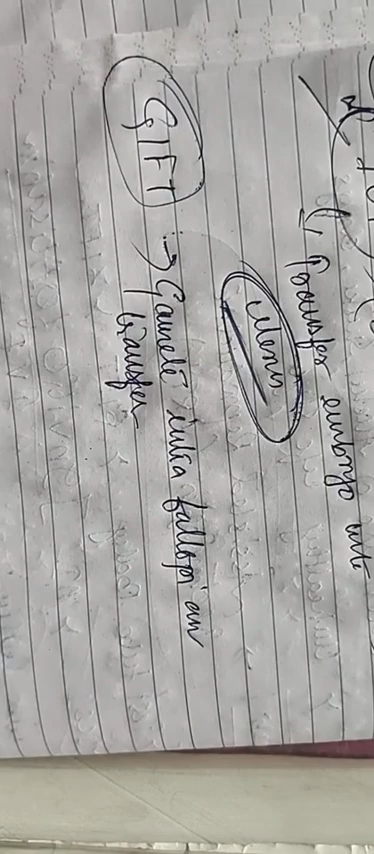 Transfer embryo into
uterus
GIFT :→ Gamete intra fallopian
transfer